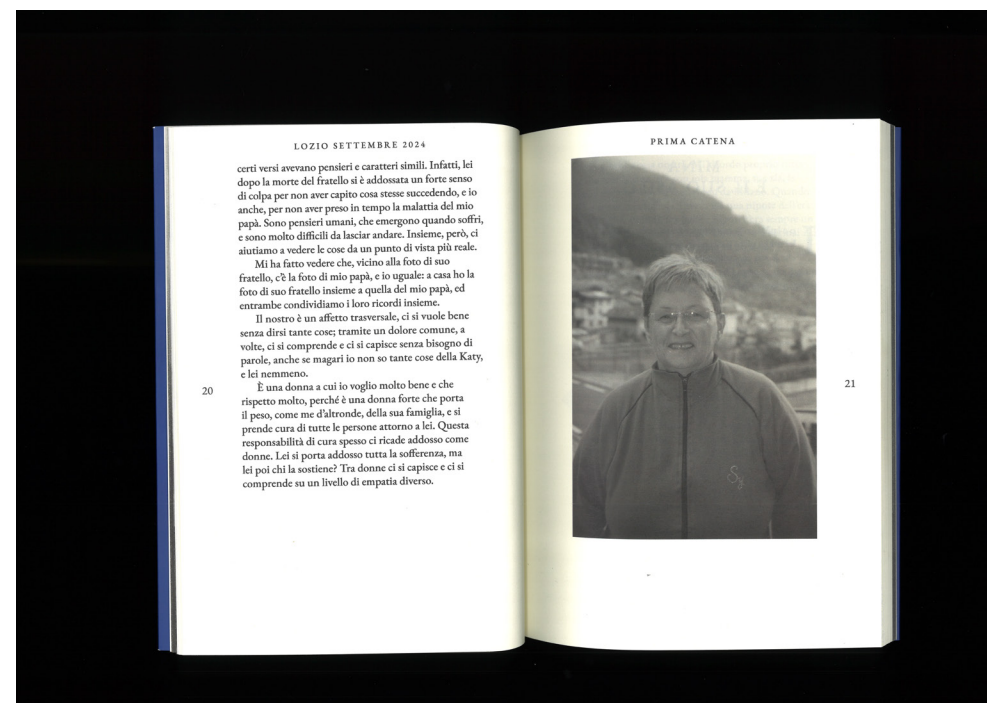 LOZIO SETTEMBRE 2024
certi versi avevano pensieri e caratteri simili. Infatti, lei
dopo la morte del fratello si è addossata un forte senso
di colpa per non aver capito cosa stesse succedendo, e io
anche, per non aver preso in tempo la malattia del mio
papà. Sono pensieri umani, che emergono quando soffri,
e sono molto difficili da lasciar andare. Insieme, però, ci
aiutiamo a vedere le cose da un punto di vista più reale.
Mi ha fatto vedere che, vicino alla foto di suo
fratello, c'è la foto di mio papà, e io uguale: a casa ho la
foto di suo fratello insieme a quella del mio papà, ed
entrambe condividiamo i loro ricordi insieme.
Il nostro è un affetto trasversale, ci si vuole bene
senza dirsi tante cose; tramite un dolore comune, a
volte, ci si comprende e ci si capisce senza bisogno di
parole, anche se magari io non so tante cose della Katy,
e lei nemmeno.
È una donna a cui io voglio molto bene e che
rispetto molto, perché è una donna forte che porta
il peso, come me d'altronde, della sua famiglia, e si
prende cura di tutte le persone attorno a lei. Questa
responsabilità di cura spesso ci ricade addosso come
donne. Lei si porta addosso tutta la sofferenza, ma
lei poi chi la sostiene? Tra donne ci si capisce e ci si
comprende su un livello di empatia diverso.
20
PRIMA CATENA
21